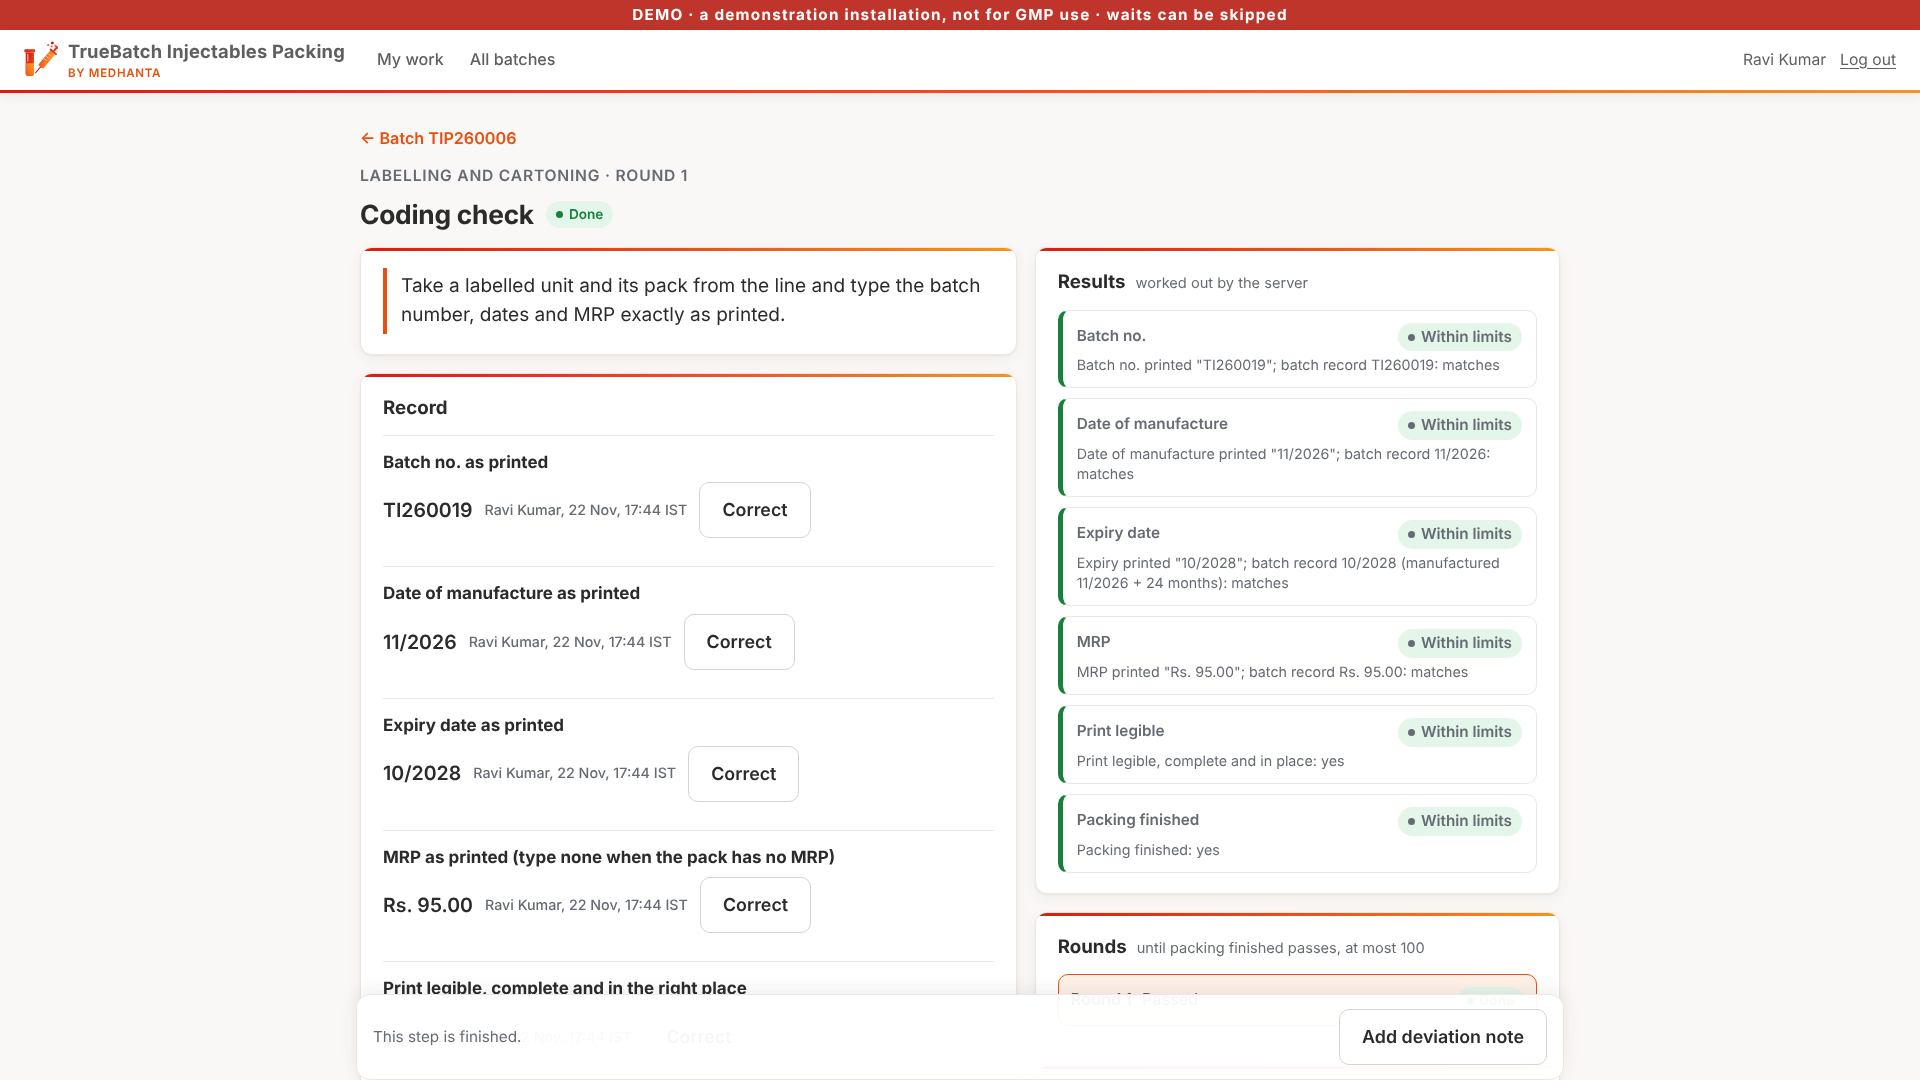 DEMO · a demonstration installation, not for GMP use · waits can be skipped
TrueBatch Injectables Packing
BY MEDHANTA
My work
All batches
Ravi Kumar
Log out
← Batch TIP260006
LABELLING AND CARTONING · ROUND 1
Coding check
Done
Take a labelled unit and its pack from the line and type the batch
number, dates and MRP exactly as printed.
Record
Batch no. as printed
TI260019 Ravi Kumar, 22 Nov, 17:44 IST Correct
Date of manufacture as printed
11/2026 Ravi Kumar, 22 Nov, 17:44 IST Correct
Expiry date as printed
10/2028 Ravi Kumar, 22 Nov, 17:44 IST Correct
MRP as printed (type none when the pack has no MRP)
Rs. 95.00 Ravi Kumar, 22 Nov, 17:44 IST Correct
Print legible, complete and in the right place
Nov, 17:44 IST Correct
Results worked out by the server
Batch no. Within limits
Batch no. printed "TI260019"; batch record TI260019: matches
Date of manufacture Within limits
Date of manufacture printed "11/2026"; batch record 11/2026:
matches
Expiry date Within limits
Expiry printed "10/2028"; batch record 10/2028 (manufactured
11/2026 + 24 months): matches
MRP Within limits
MRP printed "Rs. 95.00"; batch record Rs. 95.00: matches
Print legible Within limits
Print legible, complete and in place: yes
Packing finished Within limits
Packing finished: yes
Rounds until packing finished passes, at most 100
Round 1 Passed Done
This step is finished.
Add deviation note